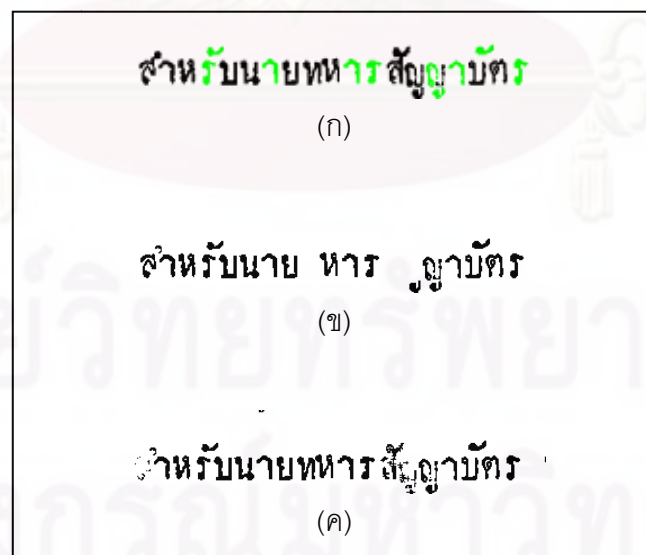 สำหรับนายทหารสัญญาบัตร
(ก)
สำหรับนาย หาร ญาบัตร
(ข)
สำหรับนายทหารสัญญาบัตร
(ค)